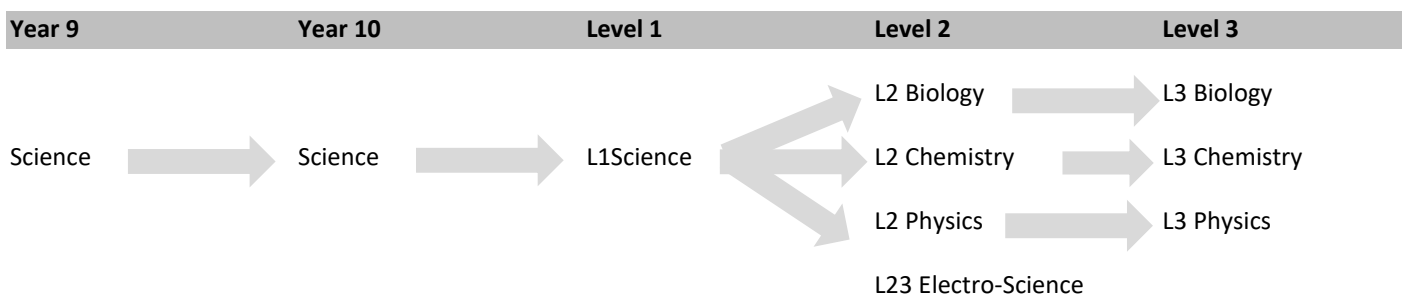 Year 9 Year 10 Level 1 Level 2 Level 3
L2 Biology L3 Biology
Science Science L1Science L2 Chemistry L3 Chemistry
L2 Physics L3 Physics
L23 Electro-Science